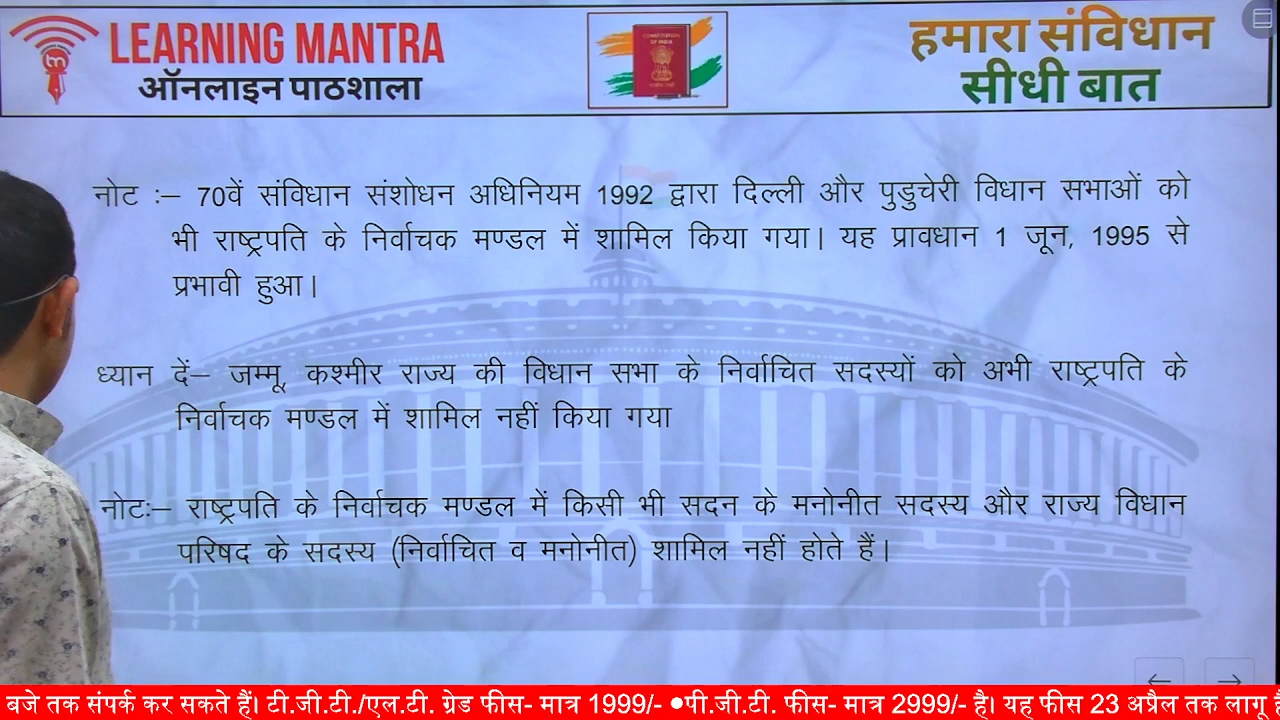 LEARNING MANTRA
ऑनलाइन पाठशाला
CONSTITUTION
OF INDIA
हमारा संविधान
सीधी बात
नोट :– 70वें संविधान संशोधन अधिनियम 1992 द्वारा दिल्ली और पुडुचेरी विधान सभाओं को
भी राष्ट्रपति के निर्वाचक मण्डल में शामिल किया गया। यह प्रावधान 1 जून, 1995 से
प्रभावी हुआ।
ध्यान दें– जम्मू, कश्मीर राज्य की विधान सभा के निर्वाचित सदस्यों को अभी राष्ट्रपति के
निर्वाचक मण्डल में शामिल नहीं किया गया
नोटः– राष्ट्रपति के निर्वाचक मण्डल में किसी भी सदन के मनोनीत सदस्य और राज्य विधान
परिषद के सदस्य (निर्वाचित व मनोनीत) शामिल नहीं होते हैं।
बजे तक संपर्क कर सकते हैं। टी.जी.टी./एल.टी. ग्रेड फीस- मात्र 1999/- ●पी.जी.टी. फीस- मात्र 2999/- है। यह फीस 23 अप्रैल तक लागू